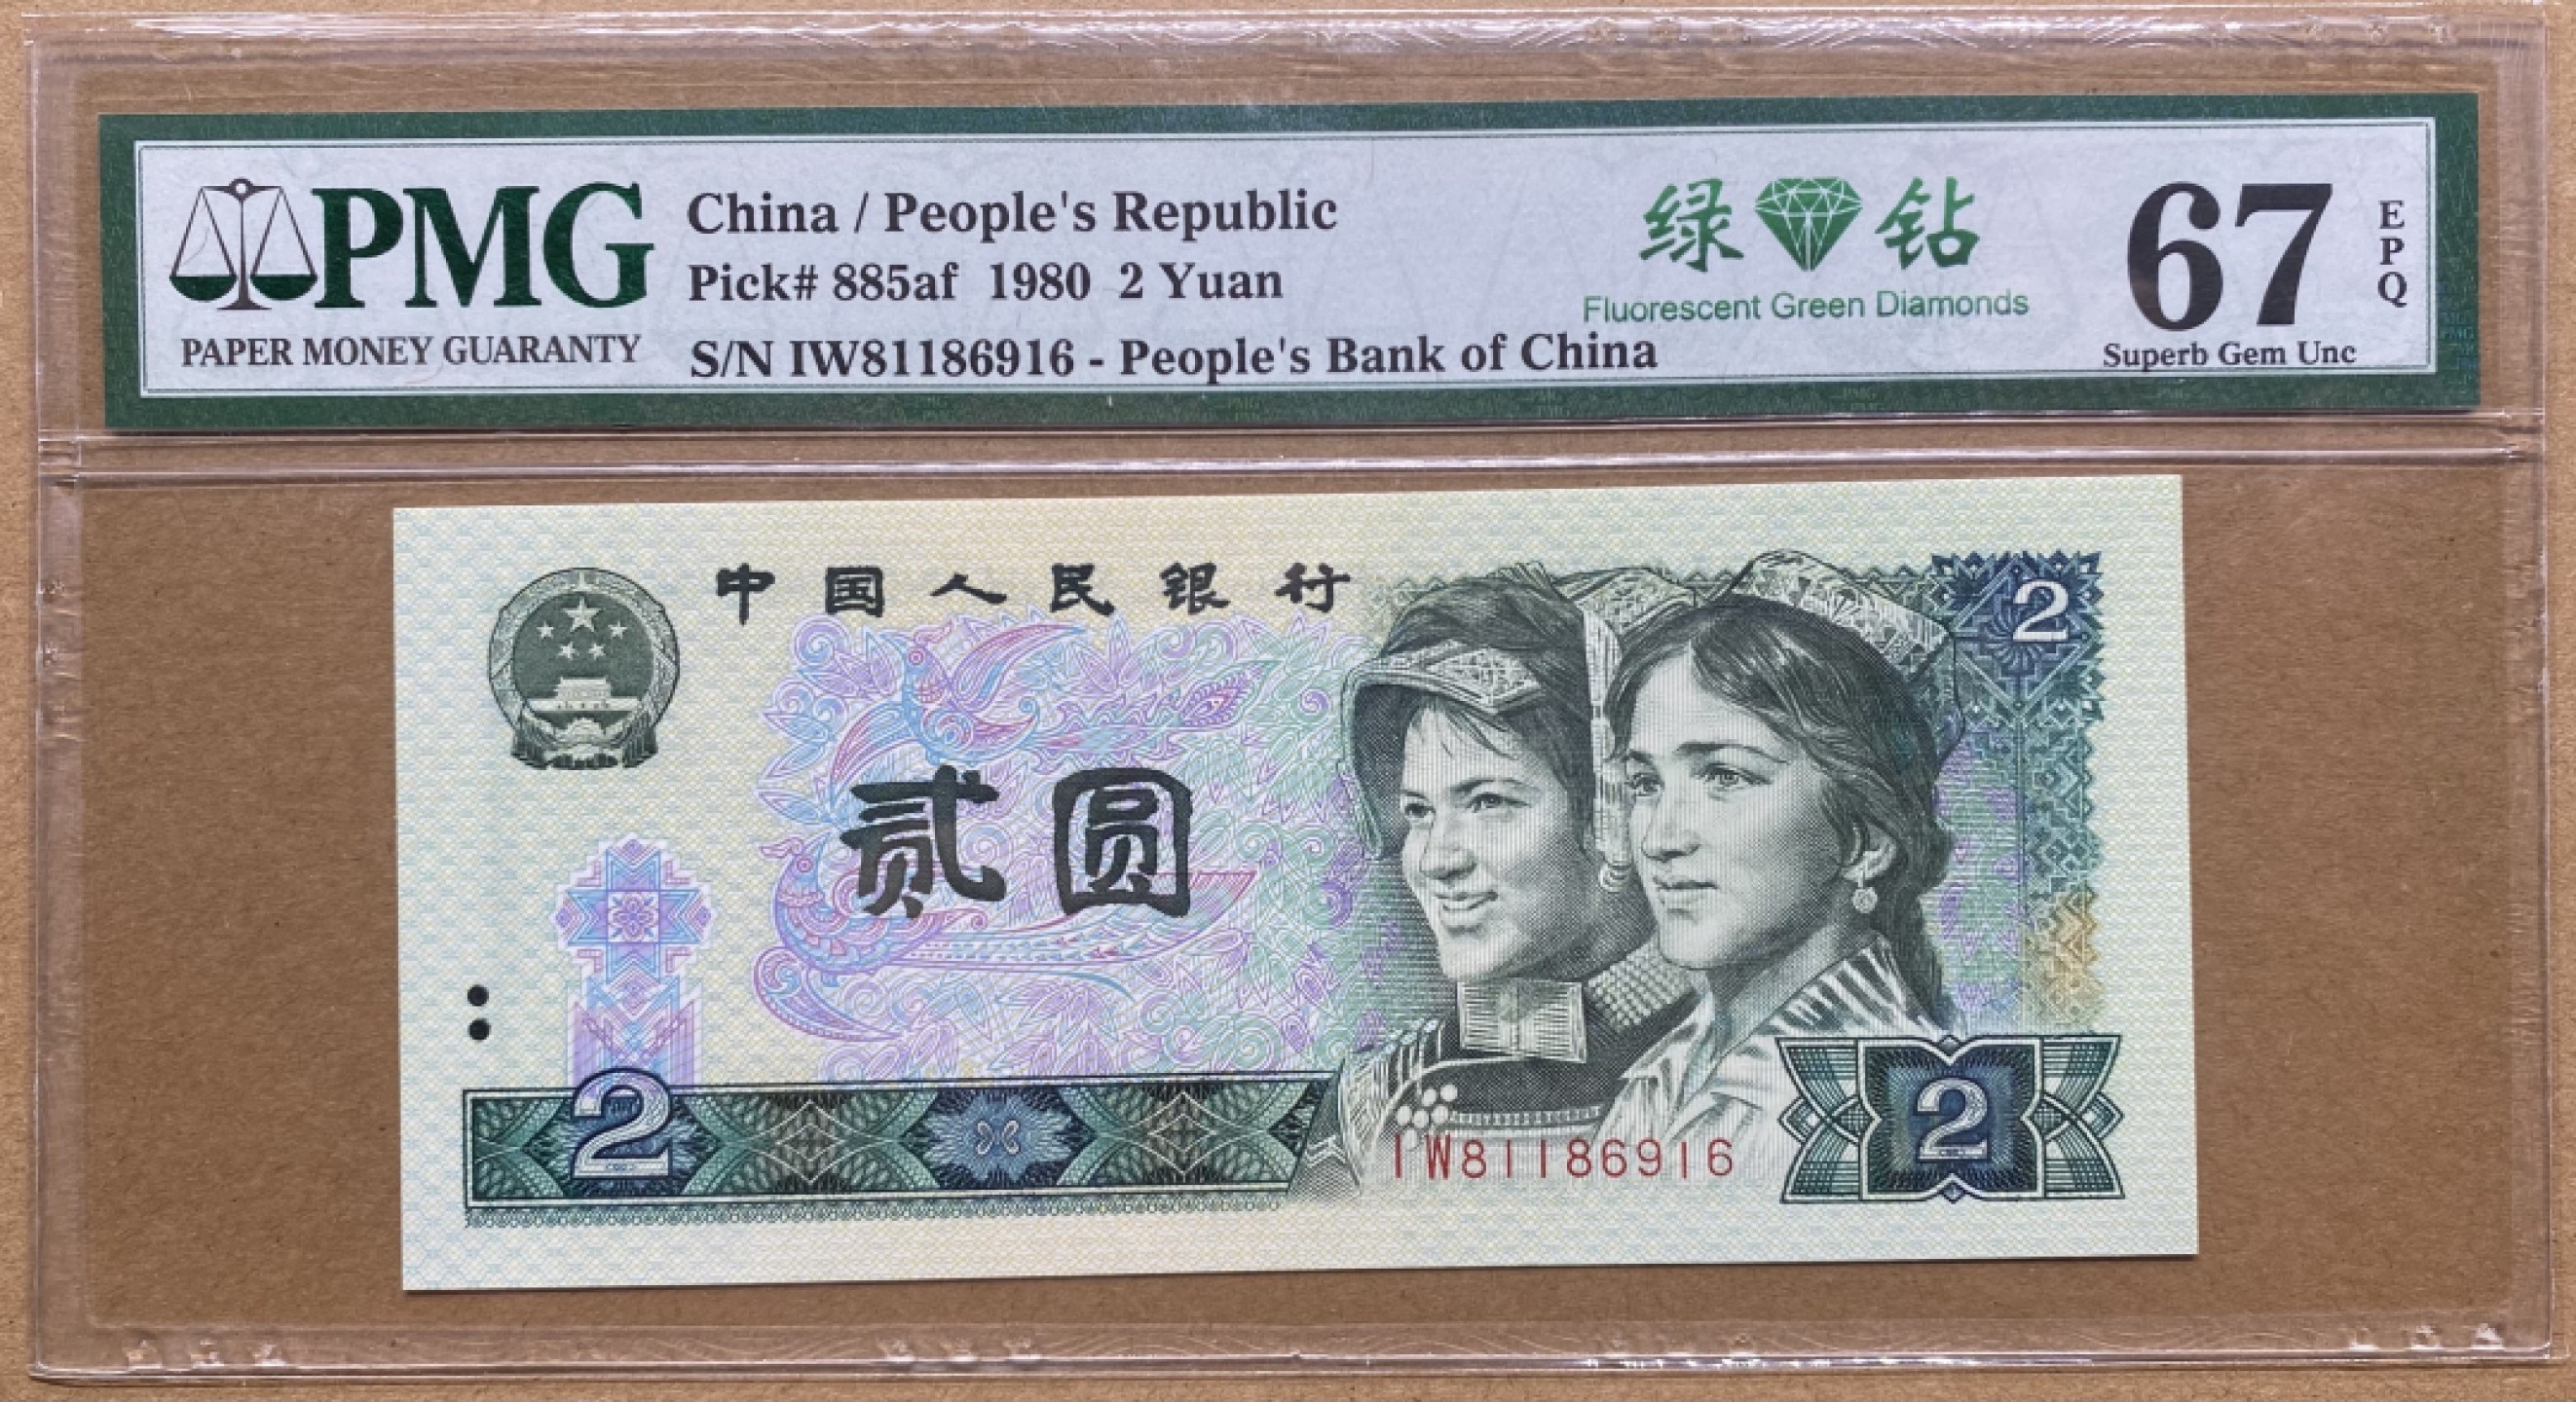 PMG
PAPER MONEY GUARANTY
China / People's Republic
Pick# 885af 1980 2 Yuan
S/N IW81186916 - People's Bank of China
绿 钻
Fluorescent Green Diamonds
67
EPQ
Superb Gem Unc
中国人民银行
2
贰圆
2
IW81186916
2